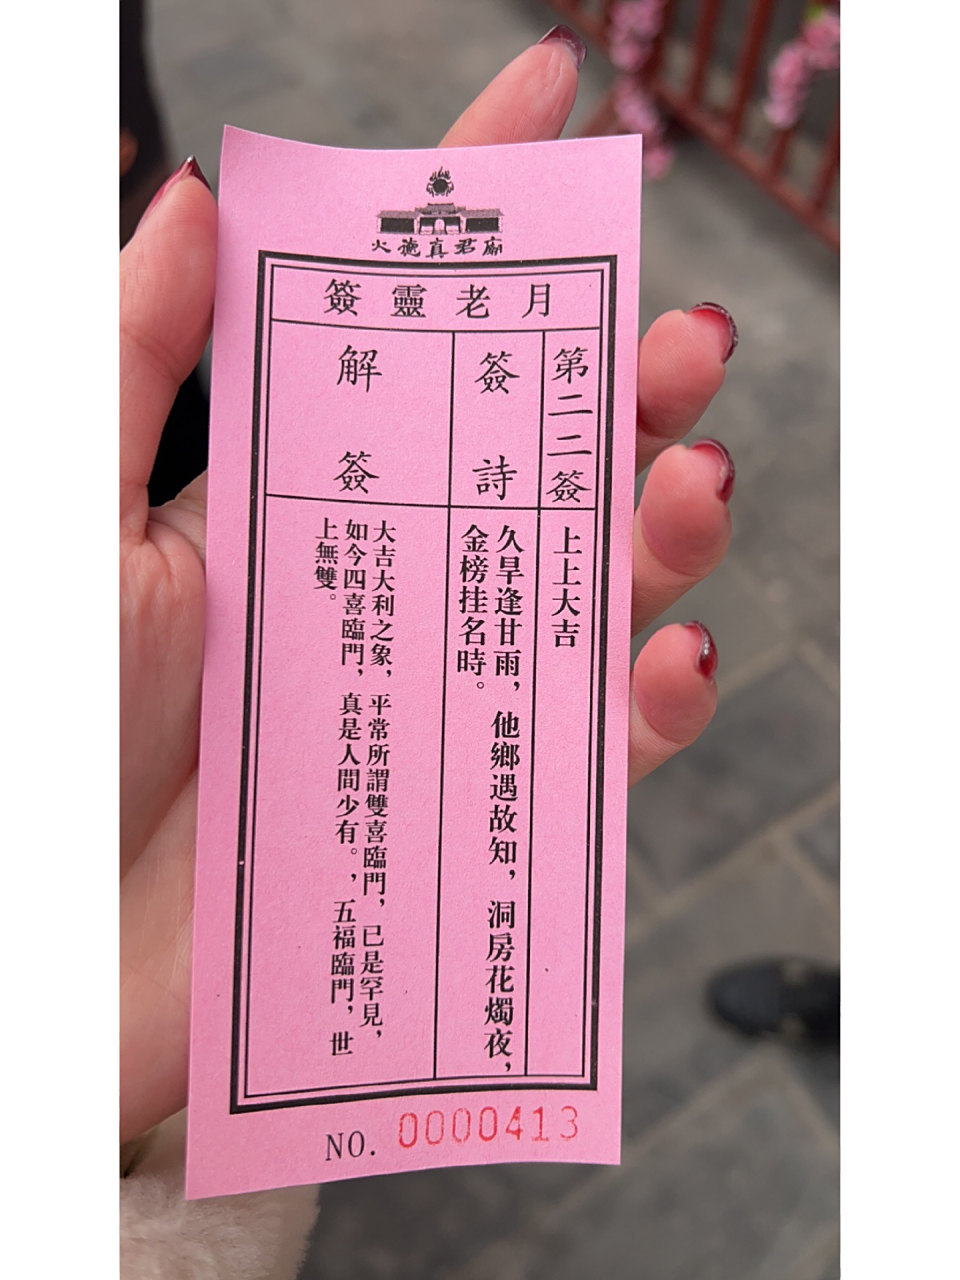 火德真君廟
月老靈簽
第二二簽
上上大吉
簽詩
久旱逢甘雨，他鄉遇故知，洞房花燭夜，
金榜挂名時。
解簽
大吉大利之象，平常所謂雙喜臨門，已是罕見，
如今四喜臨門，真是人間少有。，五福臨門，世
上無雙。
NO. 0000413